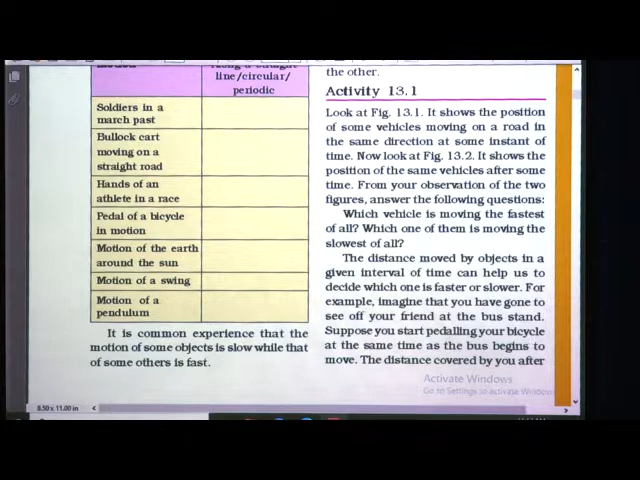 line/circular/
periodic
Soldiers in a
march past
Bullock cart
moving on a
straight road
Hands of an
athlete in a race
Pedal of a bicycle
in motion
Motion of the earth
around the sun
Motion of a swing
Motion of a
pendulum
It is common experience that the
motion of some objects is slow while that
of some others is fast.
the other.
Activity 13.1
Look at Fig. 13.1. It shows the position
of some vehicles moving on a road in
the same direction at some instant of
time. Now look at Fig. 13.2. It shows the
position of the same vehicles after some
time. From your observation of the two
figures, answer the following questions:
Which vehicle is moving the fastest
of all? Which one of them is moving the
slowest of all?
The distance moved by objects in a
given interval of time can help us to
decide which one is faster or slower. For
example, imagine that you have gone to
see off your friend at the bus stand.
Suppose you start pedalling your bicycle
at the same time as the bus begins to
move. The distance covered by you after
Activate Windows
Go to Settings to activate Windows
8.50 x 11.00 in